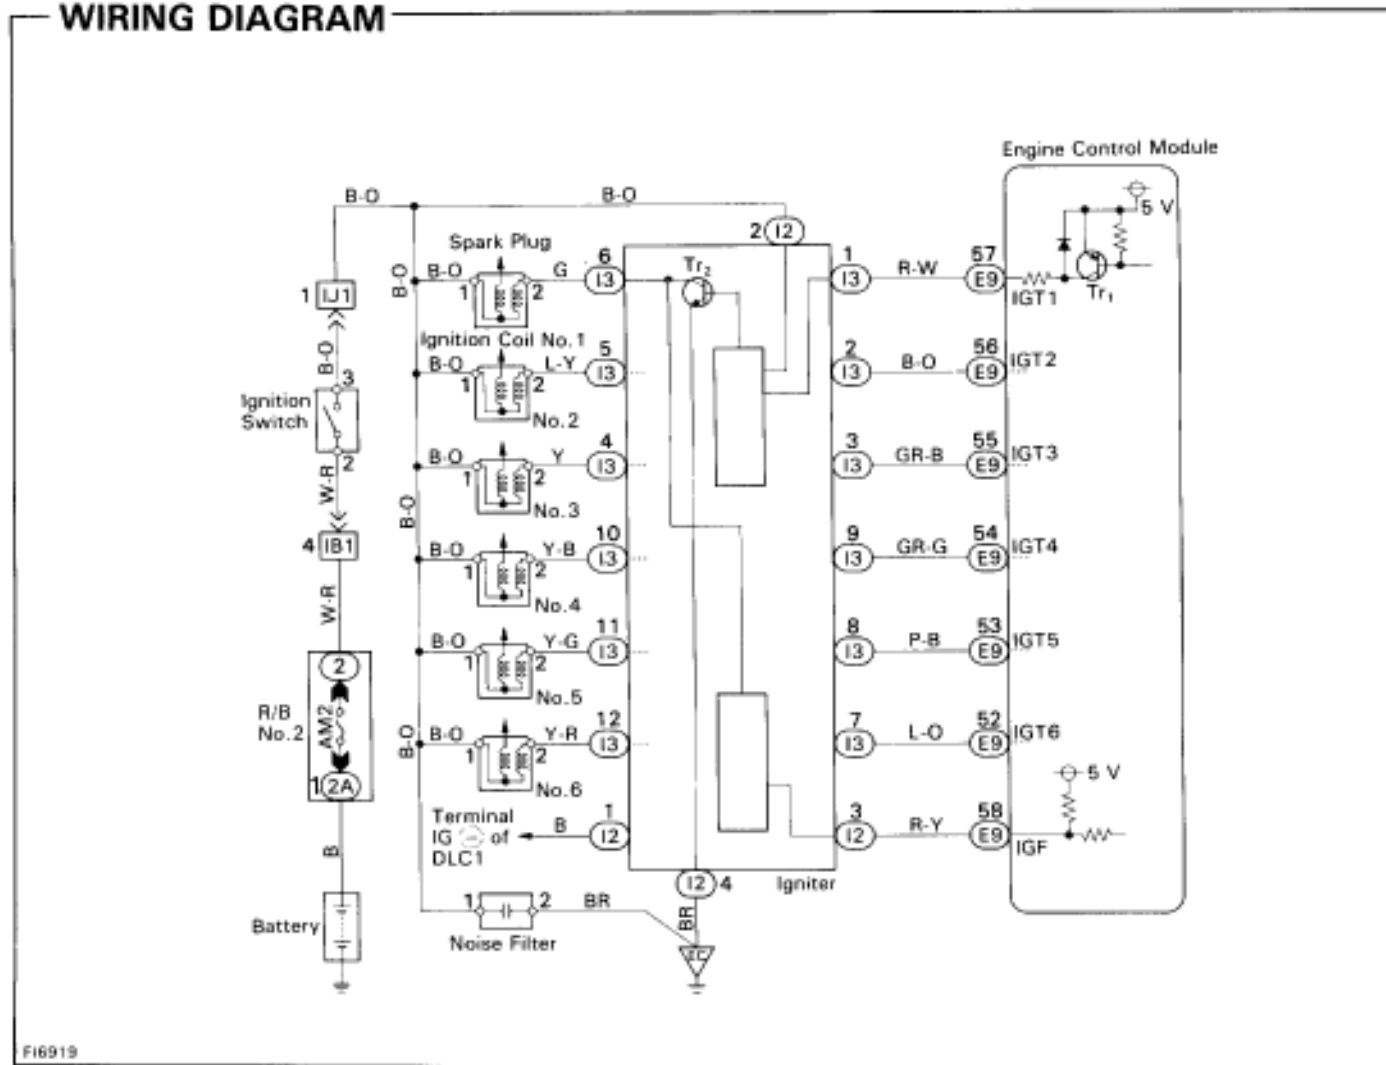 WIRING DIAGRAM
Engine Control Module
B-O
B-O
5 V
2 I2
Spark Plug
B-O
B-O
1
2
G
6
I3
Tr2
1
I3
R-W
57
E9
IGT1
Tr1
1 IJ1
B-O
Ignition Coil No.1
B-O
1
2
L-Y
5
I3
2
I3
B-O
56
E9
IGT2
No.2
3
Ignition
Switch
2
W-R
B-O
1
2
Y
4
I3
3
I3
GR-B
55
E9
IGT3
No.3
B-O
4 IB1
B-O
1
2
Y-B
10
I3
9
I3
GR-G
54
E9
IGT4
No.4
W-R
B-O
1
2
Y-G
11
I3
8
I3
P-B
53
E9
IGT5
No.5
2
R/B
No.2
AM2
1 2A
B-O
B-O
1
2
Y-R
12
I3
7
I3
L-O
52
E9
IGT6
No.6
5 V
Terminal
IG of
DLC1
B
1
I2
3
I2
R-Y
58
E9
IGF
B
I2 4
Igniter
Battery
1
2
BR
BR
Noise Filter
FI6919